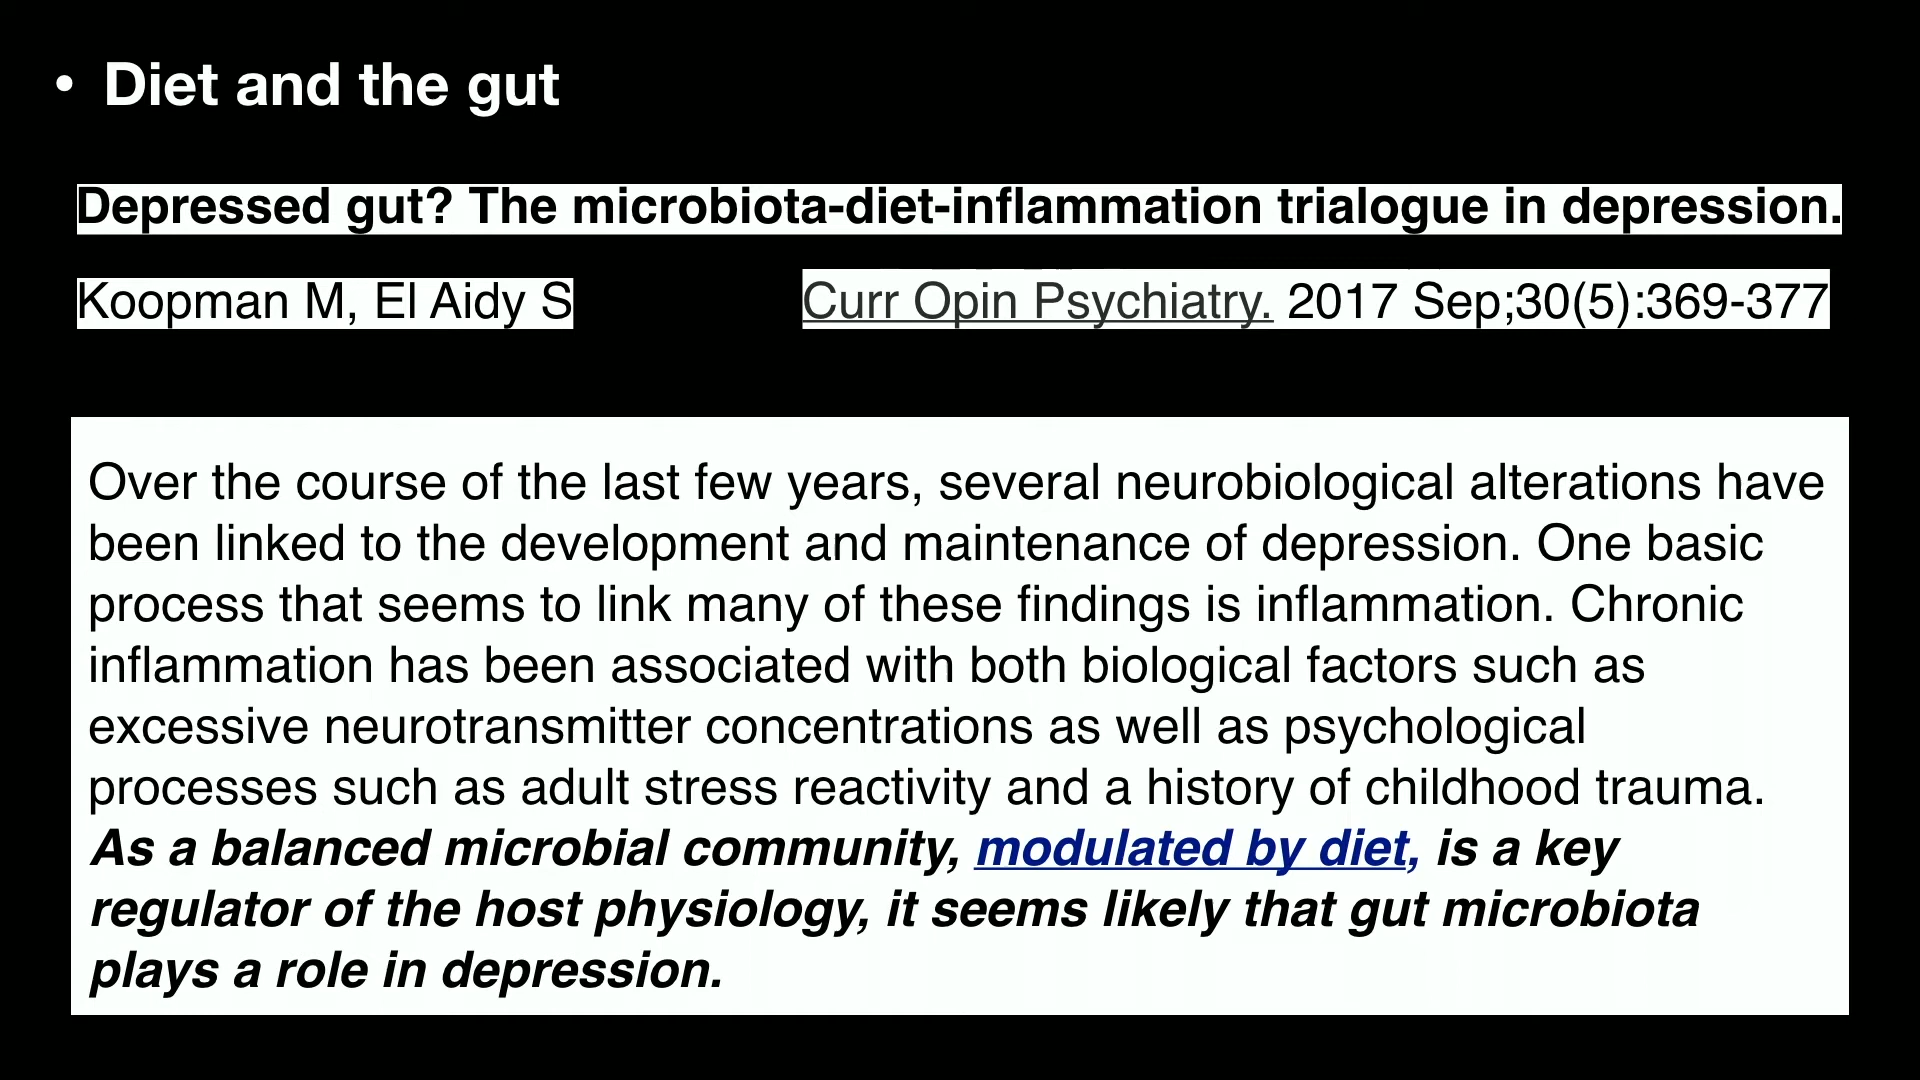 • Diet and the gut
Depressed gut? The microbiota-diet-inflammation trialogue in depression.
Koopman M, El Aidy S
Curr Opin Psychiatry. 2017 Sep;30(5):369-377
Over the course of the last few years, several neurobiological alterations have
been linked to the development and maintenance of depression. One basic
process that seems to link many of these findings is inflammation. Chronic
inflammation has been associated with both biological factors such as
excessive neurotransmitter concentrations as well as psychological
processes such as adult stress reactivity and a history of childhood trauma.
As a balanced microbial community, modulated by diet, is a key
regulator of the host physiology, it seems likely that gut microbiota
plays a role in depression.